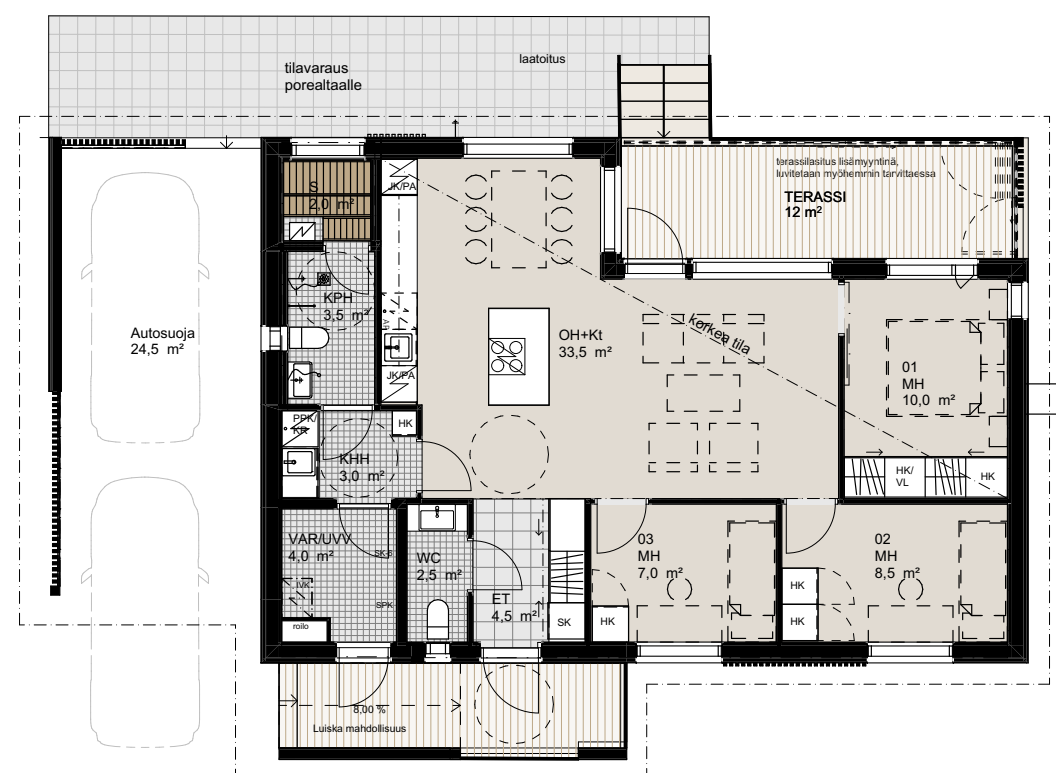 laatoitus
tilavaraus
porealtaalle
terassilasitus lisämyyntinä,
luvitetaan myöhemmin tarvittaessa
TERASSI
12 m²
JK/PA
S
2,0 m²
KPH
3,5 m²
Autosuoja
24,5 m²
OH+Kt
33,5 m²
korkea tila
JK/PA
01
MH
10,0 m²
PPK/
KR
HK
KHH
3,0 m²
HK/
VL
HK
VAR/UVV
4,0 m²
SK-S
WC
2,5 m²
03
MH
7,0 m²
02
MH
8,5 m²
IVK
SPK
ET
4,5 m²
HK
HK
roilo
SK
HK
8,00 %
Luiska mahdollisuus